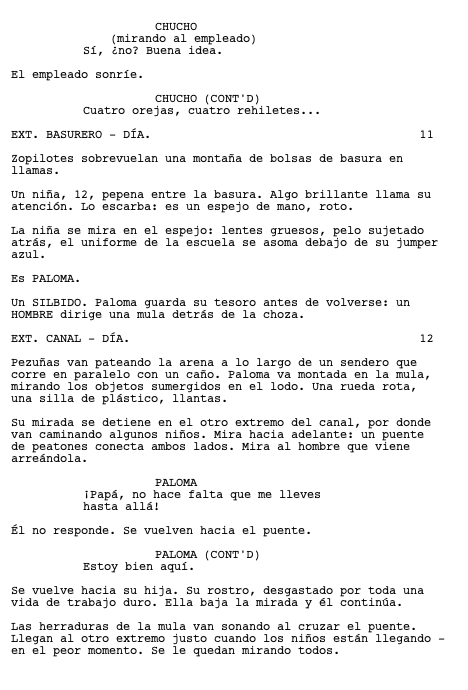 CHUCHO
(mirando al empleado)
Sí, ¿no? Buena idea.
El empleado sonríe.
CHUCHO (CONT'D)
Cuatro orejas, cuatro rehiletes...
EXT. BASURERO – DÍA. 11
Zopilotes sobrevuelan una montaña de bolsas de basura en
llamas.
Un niña, 12, pepena entre la basura. Algo brillante llama su
atención. Lo escarba: es un espejo de mano, roto.
La niña se mira en el espejo: lentes gruesos, pelo sujetado
atrás, el uniforme de la escuela se asoma debajo de su jumper
azul.
Es PALOMA.
Un SILBIDO. Paloma guarda su tesoro antes de volverse: un
HOMBRE dirige una mula detrás de la choza.
EXT. CANAL – DÍA. 12
Pezuñas van pateando la arena a lo largo de un sendero que
corre en paralelo con un caño. Paloma va montada en la mula,
mirando los objetos sumergidos en el lodo. Una rueda rota,
una silla de plástico, llantas.
Su mirada se detiene en el otro extremo del canal, por donde
van caminando algunos niños. Mira hacia adelante: un puente
de peatones conecta ambos lados. Mira al hombre que viene
arreándola.
PALOMA
¡Papá, no hace falta que me lleves
hasta allá!
Él no responde. Se vuelven hacia el puente.
PALOMA (CONT'D)
Estoy bien aquí.
Se vuelve hacia su hija. Su rostro, desgastado por toda una
vida de trabajo duro. Ella baja la mirada y él continúa.
Las herraduras de la mula van sonando al cruzar el puente.
Llegan al otro extremo justo cuando los niños están llegando –
en el peor momento. Se le quedan mirando todos.